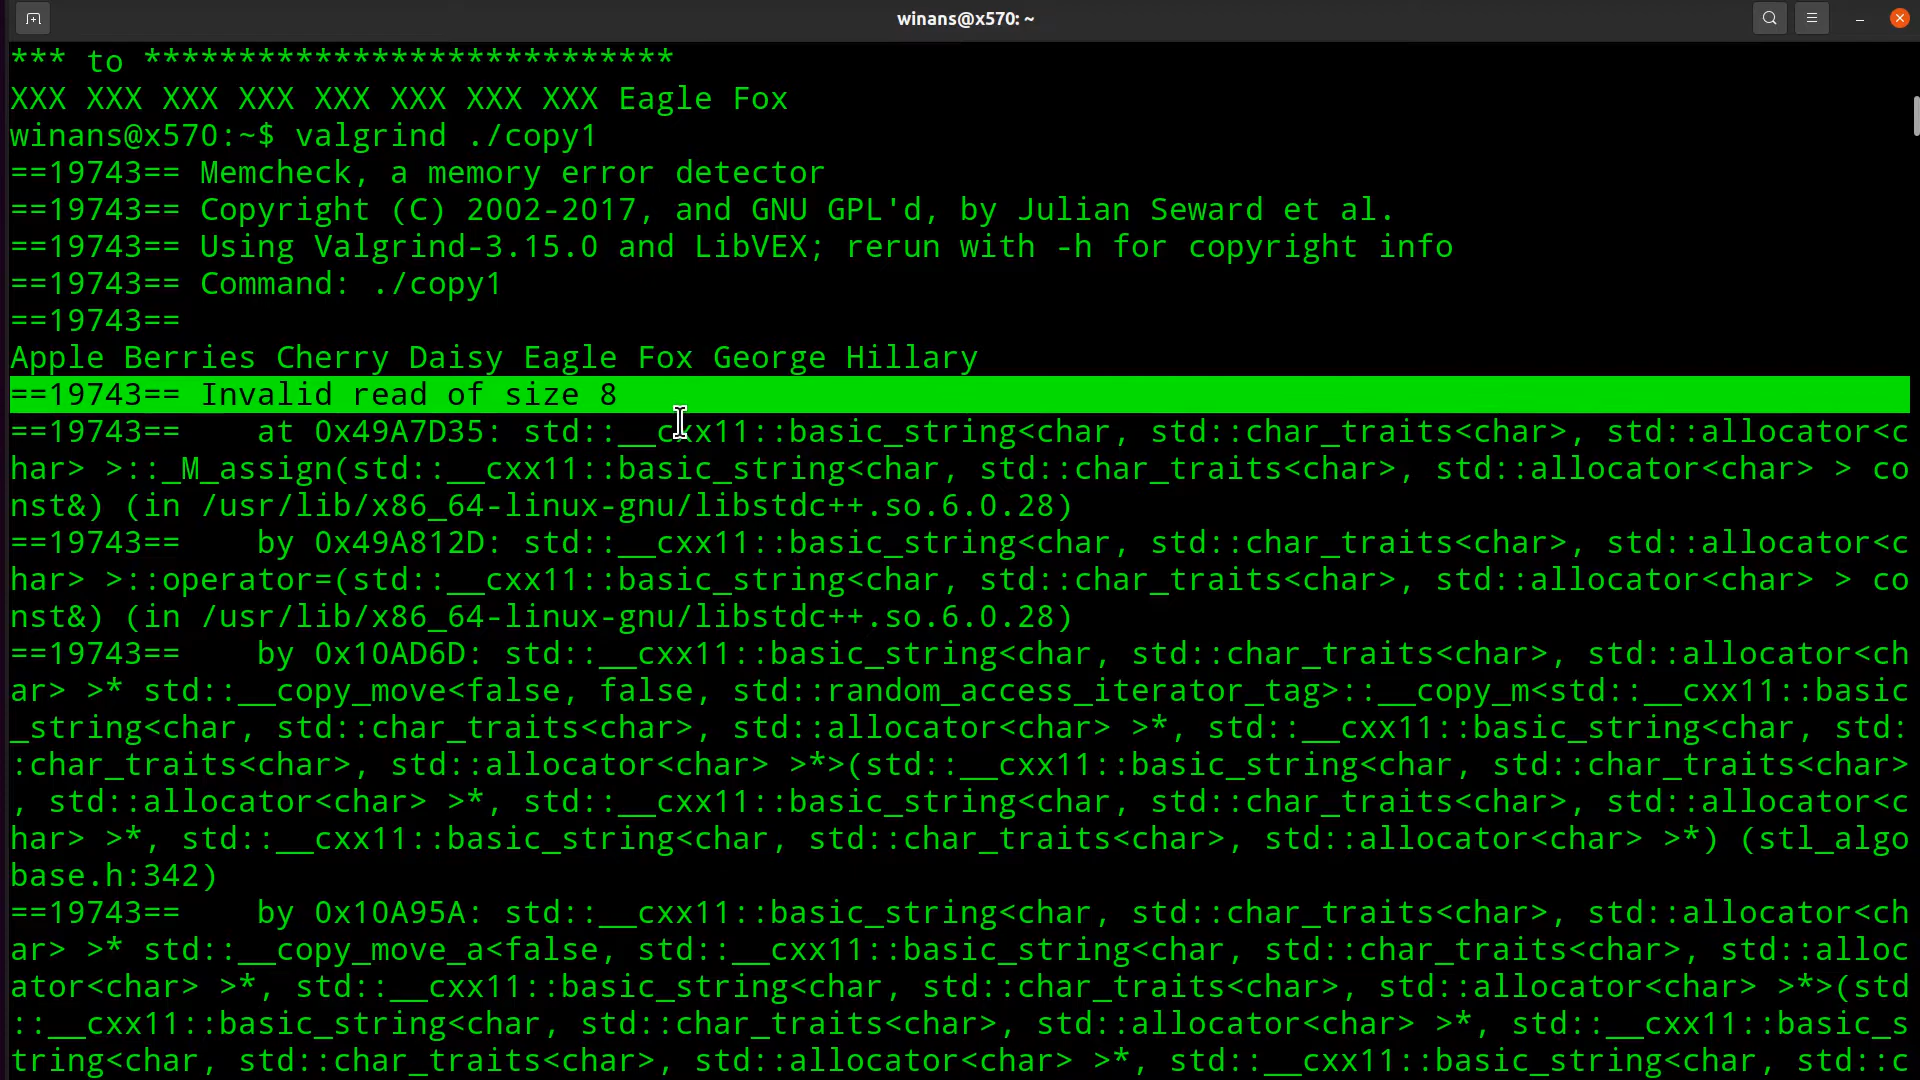 winans@x570: ~
*** to ****************************
XXX XXX XXX XXX XXX XXX XXX XXX Eagle Fox
winans@x570:~$ valgrind ./copy1
==19743== Memcheck, a memory error detector
==19743== Copyright (C) 2002-2017, and GNU GPL'd, by Julian Seward et al.
==19743== Using Valgrind-3.15.0 and LibVEX; rerun with -h for copyright info
==19743== Command: ./copy1
==19743==
Apple Berries Cherry Daisy Eagle Fox George Hillary
==19743== Invalid read of size 8
==19743==    at 0x49A7D35: std::__cxx11::basic_string<char, std::char_traits<char>, std::allocator<c
har> >::_M_assign(std::__cxx11::basic_string<char, std::char_traits<char>, std::allocator<char> > co
nst&) (in /usr/lib/x86_64-linux-gnu/libstdc++.so.6.0.28)
==19743==    by 0x49A812D: std::__cxx11::basic_string<char, std::char_traits<char>, std::allocator<c
har> >::operator=(std::__cxx11::basic_string<char, std::char_traits<char>, std::allocator<char> > co
nst&) (in /usr/lib/x86_64-linux-gnu/libstdc++.so.6.0.28)
==19743==    by 0x10AD6D: std::__cxx11::basic_string<char, std::char_traits<char>, std::allocator<ch
ar> >* std::__copy_move<false, false, std::random_access_iterator_tag>::__copy_m<std::__cxx11::basic
_string<char, std::char_traits<char>, std::allocator<char> >*, std::__cxx11::basic_string<char, std:
:char_traits<char>, std::allocator<char> >*>(std::__cxx11::basic_string<char, std::char_traits<char>
, std::allocator<char> >*, std::__cxx11::basic_string<char, std::char_traits<char>, std::allocator<c
har> >*, std::__cxx11::basic_string<char, std::char_traits<char>, std::allocator<char> >*) (stl_algo
base.h:342)
==19743==    by 0x10A95A: std::__cxx11::basic_string<char, std::char_traits<char>, std::allocator<ch
ar> >* std::__copy_move_a<false, std::__cxx11::basic_string<char, std::char_traits<char>, std::alloc
ator<char> >*, std::__cxx11::basic_string<char, std::char_traits<char>, std::allocator<char> >*>(std
::__cxx11::basic_string<char, std::char_traits<char>, std::allocator<char> >*, std::__cxx11::basic_s
tring<char, std::char_traits<char>, std::allocator<char> >*, std::__cxx11::basic_string<char, std::c